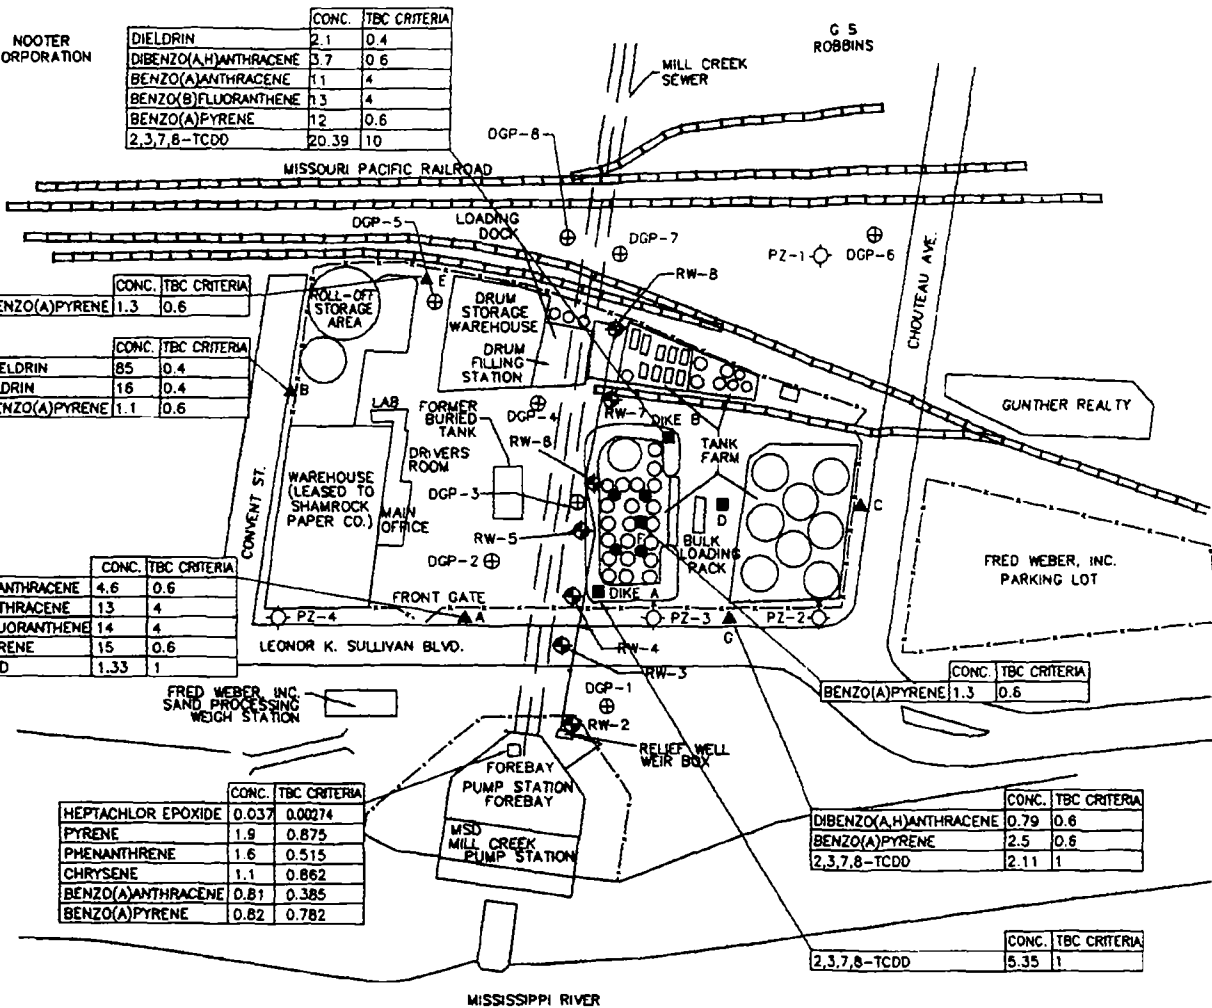 NOOTER
ORPORATION
CONC. TBC CRITERIA
DIELDRIN 2.1 0.4
DIBENZO(A,H)ANTHRACENE 3.7 0.6
BENZO(A)ANTHRACENE 11 4
BENZO(B)FLUORANTHENE 13 4
BENZO(A)PYRENE 12 0.6
2,3,7,8-TCDD 20.39 10
G S
ROBBINS
MILL CREEK
SEWER
DGP-8
MISSOURI PACIFIC RAILROAD
DGP-5
LOADING
DOCK
DGP-7
PZ-1
DGP-6
RW-8
CHOUTEAU AVE.
CONC. TBC CRITERIA
ENZO(A)PYRENE 1.3 0.6
E
ROLL-OFF
STORAGE
AREA
DRUM
STORAGE
WAREHOUSE
DRUM
FILLING
STATION
CONC. TBC CRITERIA
ELDRIN 85 0.4
LDRIN 16 0.4
ENZO(A)PYRENE 1.1 0.6
B
LAB
FORMER
BURIED
TANK
DGP-4
RW-7
DIKE B
GUNTHER REALTY
RW-6
TANK
FARM
DRIVERS
ROOM
CONVENT ST.
WAREHOUSE
(LEASED TO
SHAMROCK
PAPER CO.)
MAIN
OFFICE
DGP-3
RW-5
D
C
F
BULK
LOADING
RACK
DGP-2
FRED WEBER, INC.
PARKING LOT
CONC. TBC CRITERIA
ANTHRACENE 4.6 0.6
THRACENE 13 4
UORANTHENE 14 4
RENE 15 0.6
D 1.33 1
FRONT GATE
DIKE A
PZ-4
A
PZ-3
G
PZ-2
LEONOR K. SULLIVAN BLVD.
RW-4
RW-3
CONC. TBC CRITERIA
BENZO(A)PYRENE 1.3 0.6
FRED WEBER, INC.
SAND PROCESSING
WEIGH STATION
DGP-1
RW-2
RELIEF WELL
WEIR BOX
FOREBAY
PUMP STATION
FOREBAY
MSD
MILL CREEK
PUMP STATION
CONC. TBC CRITERIA
HEPTACHLOR EPOXIDE 0.037 0.00274
PYRENE 1.9 0.875
PHENANTHRENE 1.6 0.515
CHRYSENE 1.1 0.862
BENZO(A)ANTHRACENE 0.81 0.385
BENZO(A)PYRENE 0.82 0.782
CONC. TBC CRITERIA
DIBENZO(A,H)ANTHRACENE 0.79 0.6
BENZO(A)PYRENE 2.5 0.6
2,3,7,8-TCDD 2.11 1
CONC. TBC CRITERIA
2,3,7,8-TCDD 5.35 1
MISSISSIPPI RIVER